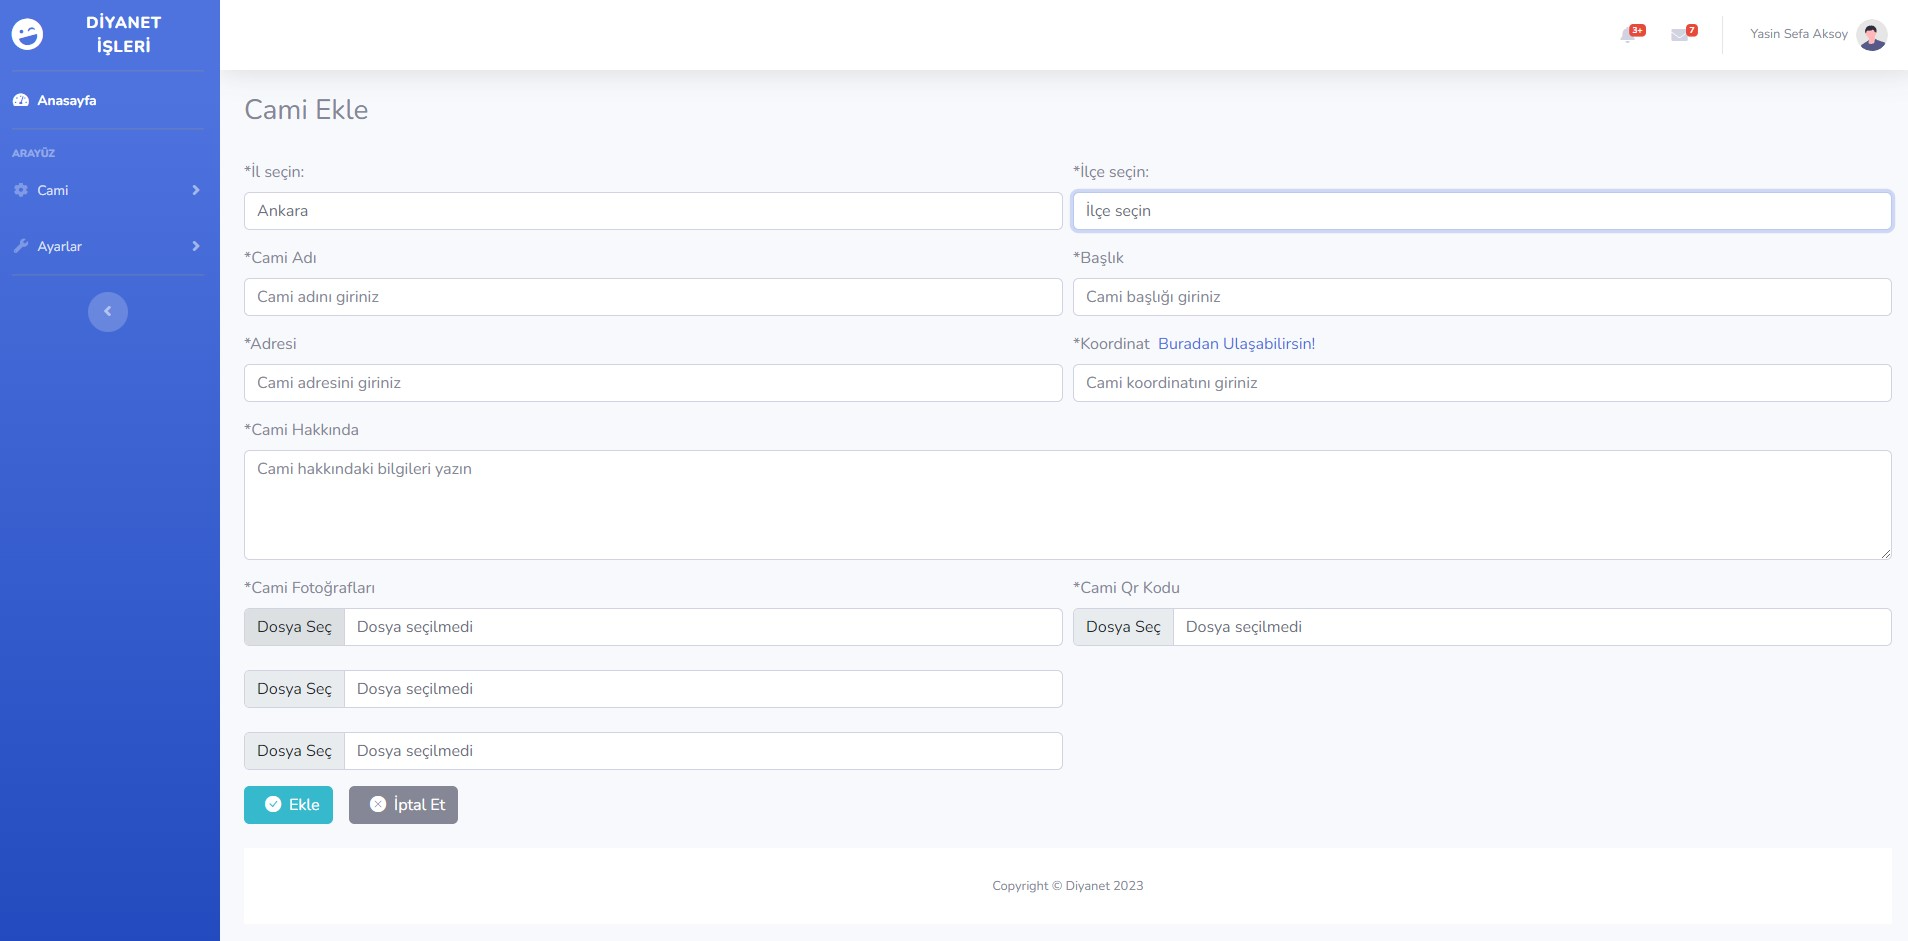 DİYANET
İŞLERİ
Anasayfa
ARAYÜZ
Cami
Ayarlar
3+
7
Yasin Sefa Aksoy
Cami Ekle
*İl seçin:
*İlçe seçin:
Ankara
İlçe seçin
*Cami Adı
*Başlık
Cami adını giriniz
Cami başlığı giriniz
*Adresi
*Koordinat Buradan Ulaşabilirsin!
Cami adresini giriniz
Cami koordinatını giriniz
*Cami Hakkında
Cami hakkındaki bilgileri yazın
*Cami Fotoğrafları
*Cami Qr Kodu
Dosya Seç Dosya seçilmedi
Dosya Seç Dosya seçilmedi
Dosya Seç Dosya seçilmedi
Dosya Seç Dosya seçilmedi
Ekle
İptal Et
Copyright © Diyanet 2023